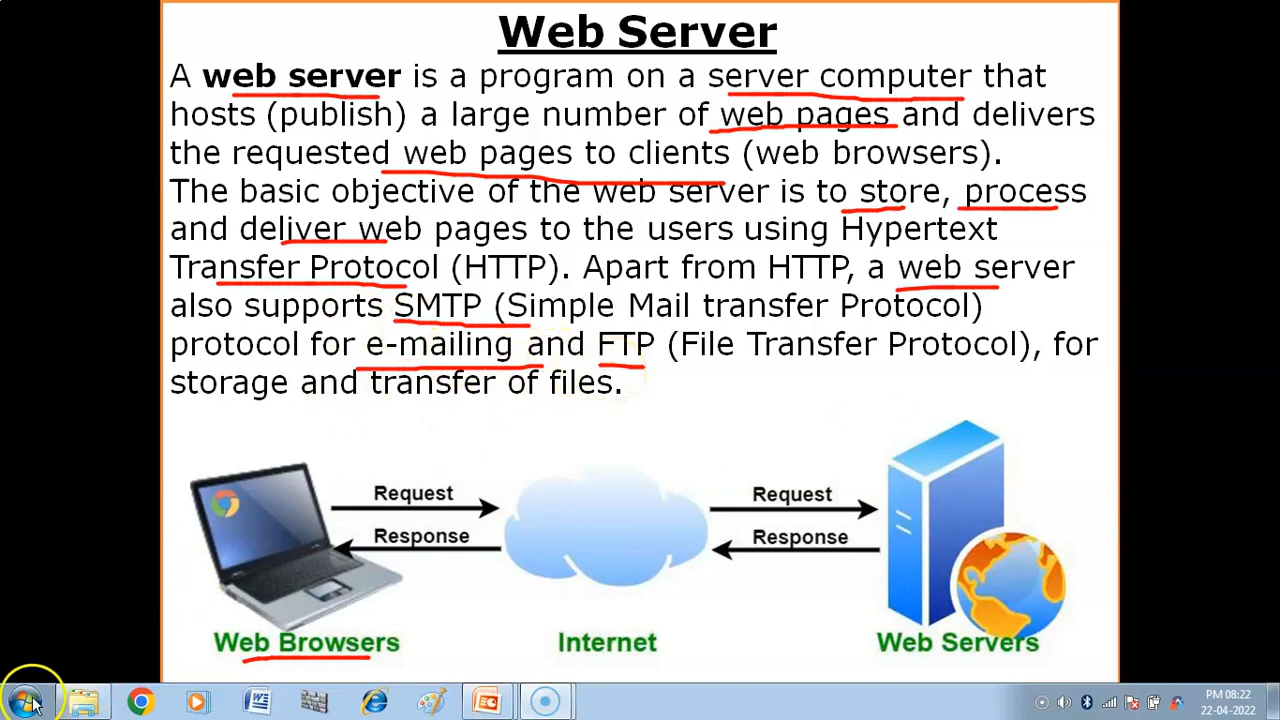 Web Server
A web server is a program on a server computer that
hosts (publish) a large number of web pages and delivers
the requested web pages to clients (web browsers).
The basic objective of the web server is to store, process
and deliver web pages to the users using Hypertext
Transfer Protocol (HTTP). Apart from HTTP, a web server
also supports SMTP (Simple Mail transfer Protocol)
protocol for e-mailing and FTP (File Transfer Protocol), for
storage and transfer of files.
Request
Request
Response
Response
Web Browsers
Internet
Web Servers
PM 08:22
22-04-2022